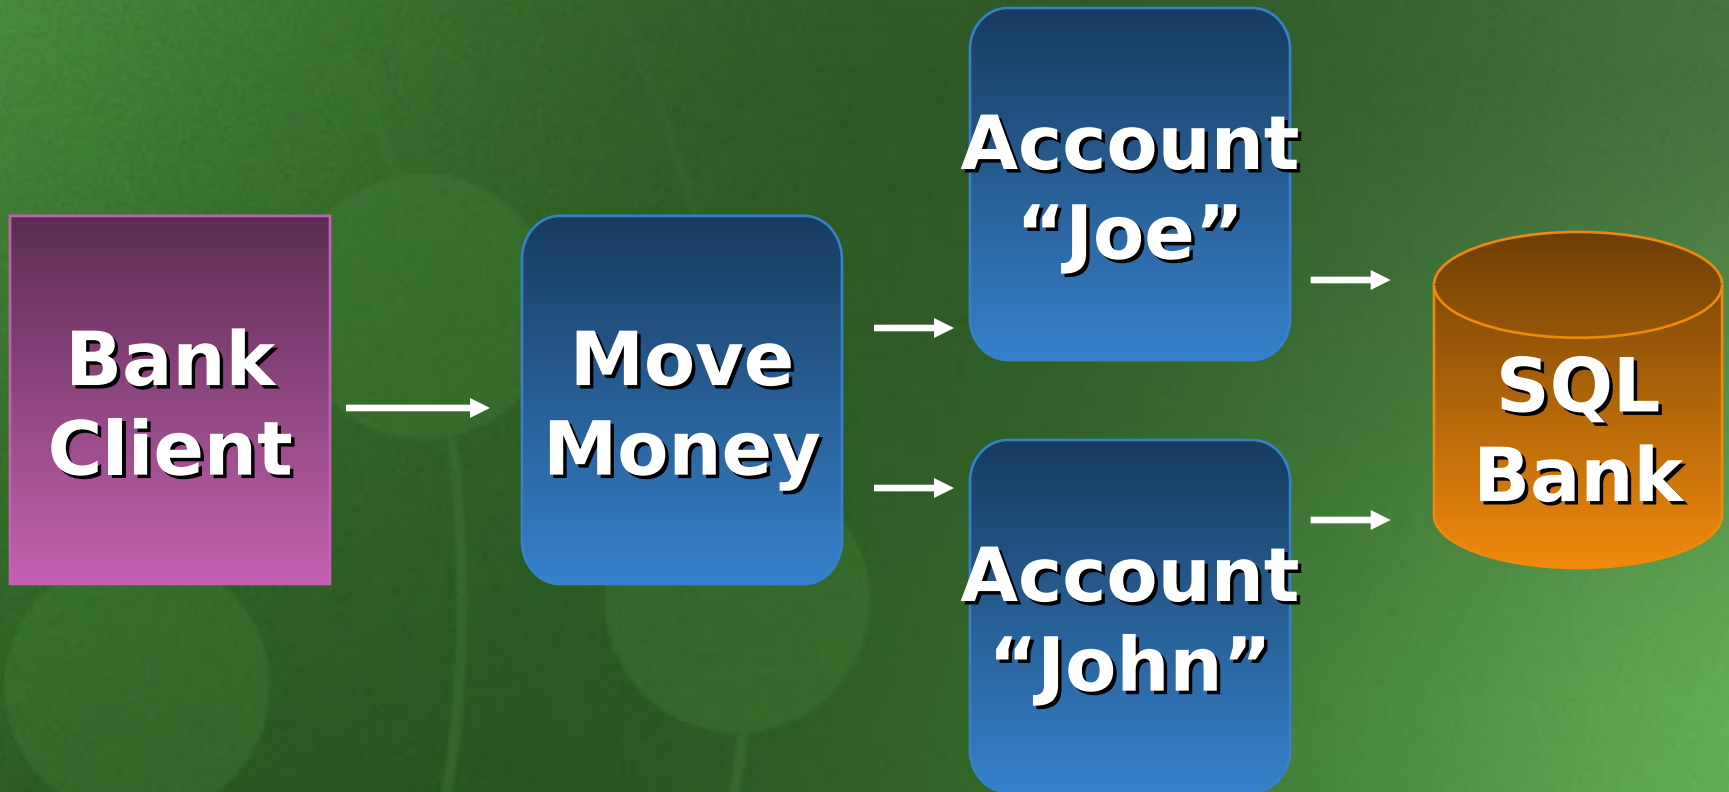 Bank
Client
Move
Money
Account
“Joe”
Account
“John”
SQL
Bank